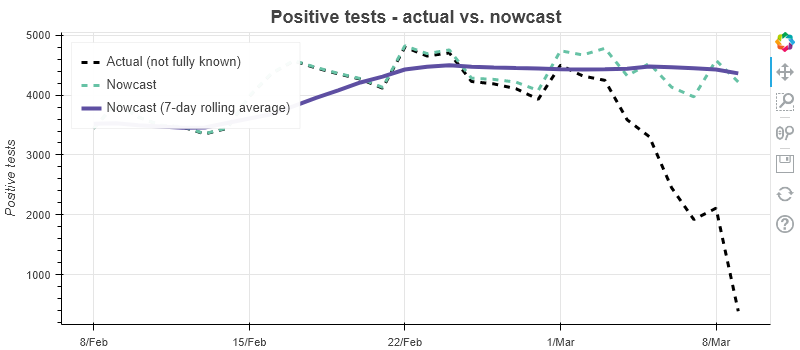 Positive tests - actual vs. nowcast
5000
4000
3000
2000
1000
Positive tests
Actual (not fully known)
Nowcast
Nowcast (7-day rolling average)
8/Feb
15/Feb
22/Feb
1/Mar
8/Mar